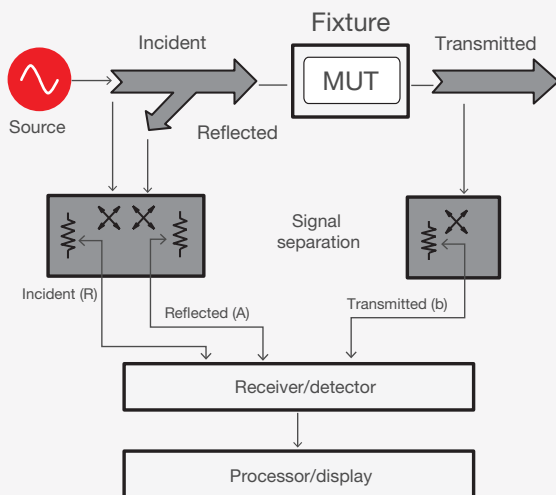 Fixture
Incident
Transmitted
MUT
Source
Reflected
Signal
separation
Incident (R)
Reflected (A)
Transmitted (b)
Receiver/detector
Processor/display